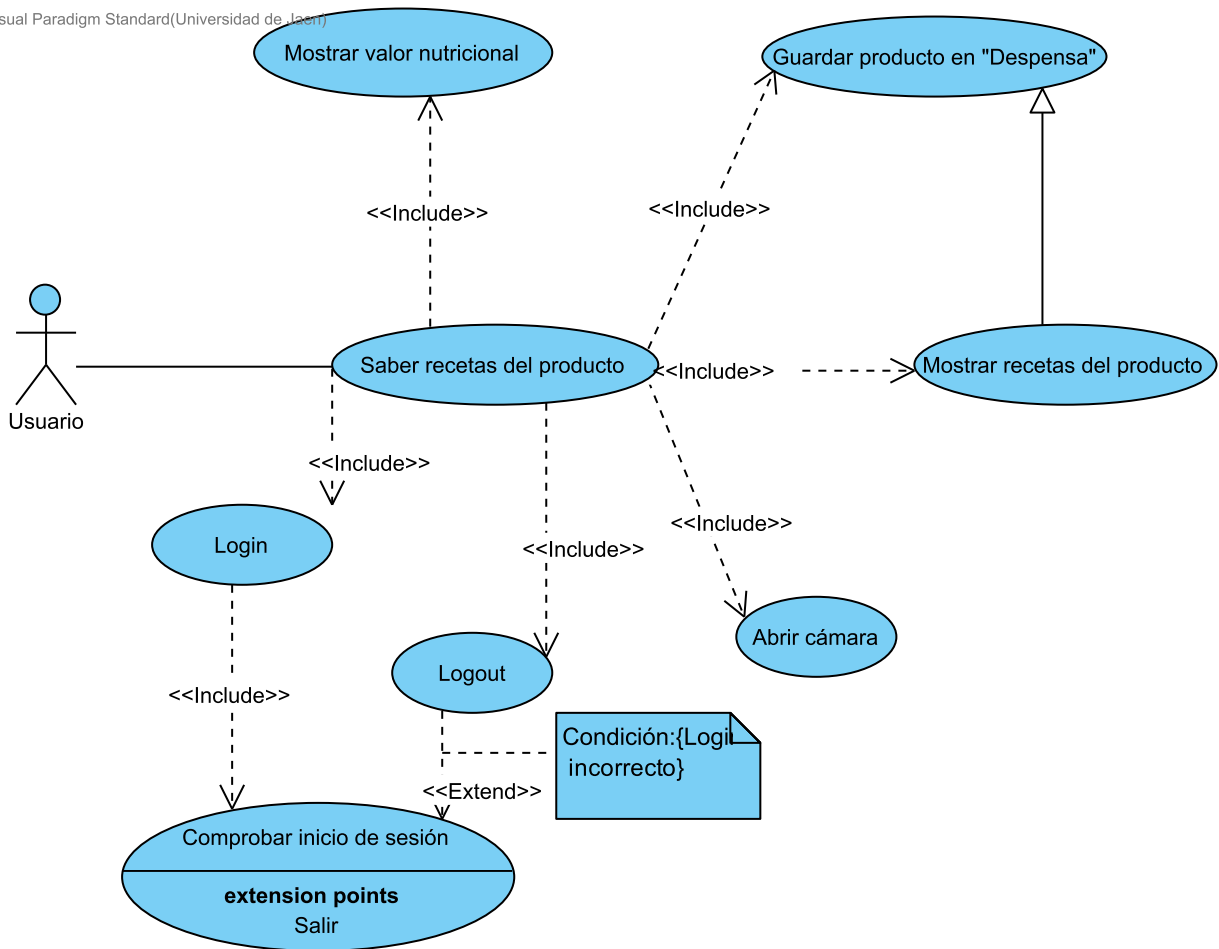 sual Paradigm Standard(Universidad de Jaen)
Mostrar valor nutricional
Guardar producto en "Despensa"
<<Include>>
<<Include>>
Saber recetas del producto
<<Include>>
Mostrar recetas del producto
Usuario
<<Include>>
<<Include>>
<<Include>>
Login
Abrir cámara
Logout
<<Include>>
Condición:{Login
incorrecto}
<<Extend>>
Comprobar inicio de sesión
extension points
Salir